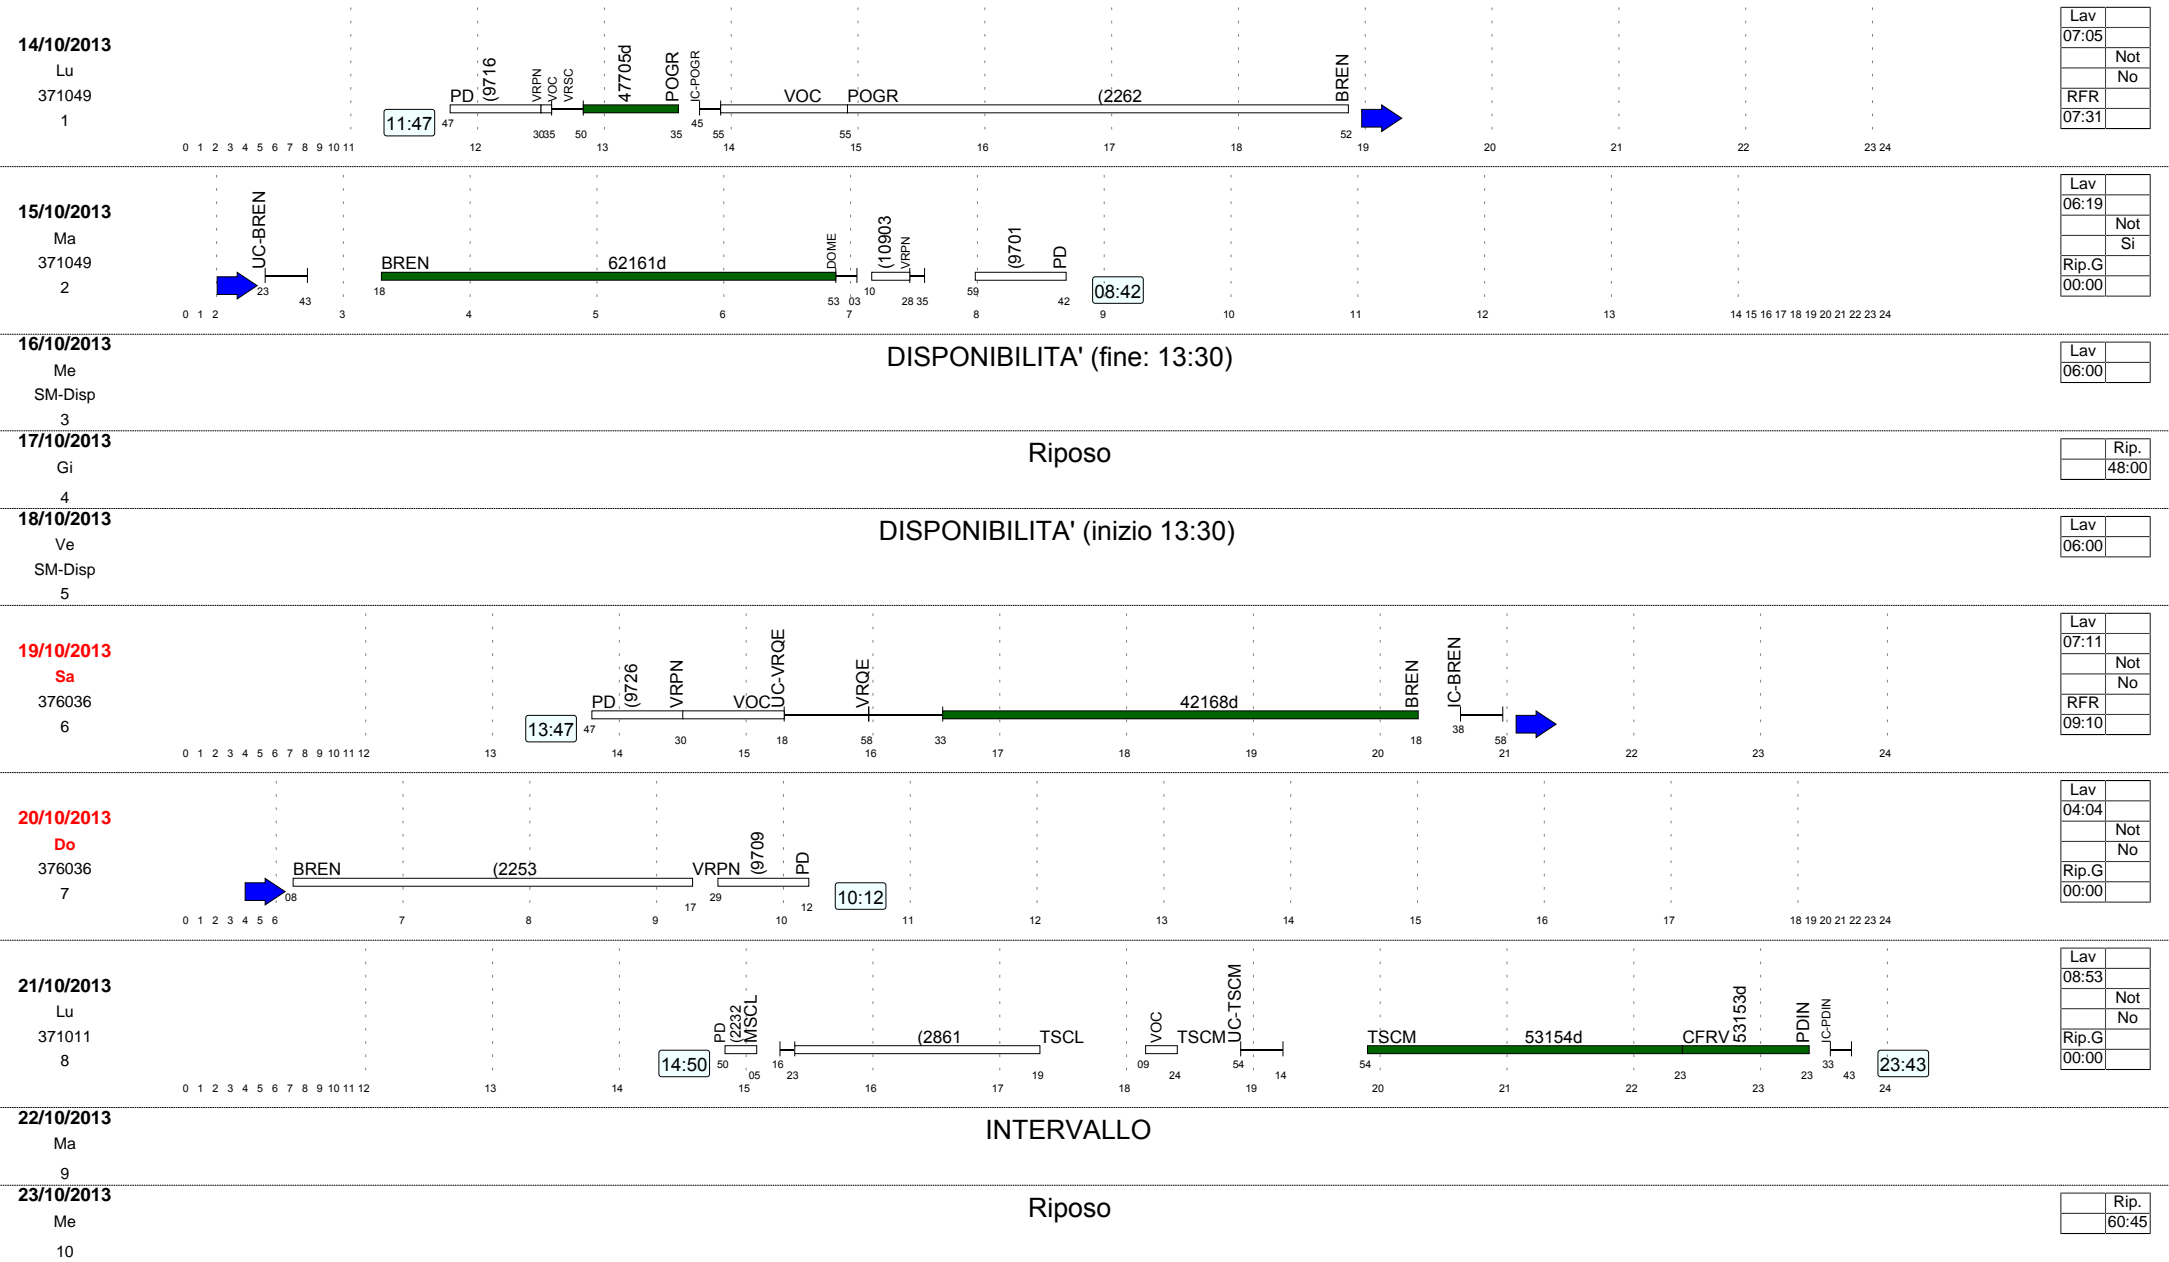 14/10/2013
Lu
371049
1
11:47
PD (9716 VRPN VOC VRSC 47705d POGR IC-POGR VOC POGR (2262 BREN
47 30 35 50 35 45 55 55 52
0 1 2 3 4 5 6 7 8 9 10 11 12 13 14 15 16 17 18 19 20 21 22 23 24
Lav
07:05
Not
No
RFR
07:31
15/10/2013
Ma
371049
2
UC-BREN BREN 62161d DOME (10903 VRPN (9701 PD
23 43 18 53 03 10 28 35 59 42
08:42
0 1 2 3 4 5 6 7 8 9 10 11 12 13 14 15 16 17 18 19 20 21 22 23 24
Lav
06:19
Not
Si
Rip.G
00:00
16/10/2013
Me
SM-Disp
3
DISPONIBILITA' (fine: 13:30)
Lav
06:00
17/10/2013
Gi
4
Riposo
Rip.
48:00
18/10/2013
Ve
SM-Disp
5
DISPONIBILITA' (inizio 13:30)
Lav
06:00
19/10/2013
Sa
376036
6
13:47
PD (9726 VRPN VOC UC-VRQE VRQE 42168d BREN IC-BREN
47 30 18 58 33 18 38 58
0 1 2 3 4 5 6 7 8 9 10 11 12 13 14 15 16 17 18 19 20 21 22 23 24
Lav
07:11
Not
No
RFR
09:10
20/10/2013
Do
376036
7
BREN (2253 VRPN (9709 PD
08 17 29 12
10:12
0 1 2 3 4 5 6 7 8 9 10 11 12 13 14 15 16 17 18 19 20 21 22 23 24
Lav
04:04
Not
No
Rip.G
00:00
21/10/2013
Lu
371011
8
14:50
PD (2232 MSCL (2861 TSCL VOC TSCM UC-TSCM TSCM 53154d CFRV 53153d PDIN IC-PDIN
50 05 16 23 19 09 24 54 14 54 23 23 33 43
23:43
0 1 2 3 4 5 6 7 8 9 10 11 12 13 14 15 16 17 18 19 20 21 22 23 24
Lav
08:53
Not
No
Rip.G
00:00
22/10/2013
Ma
9
INTERVALLO
23/10/2013
Me
10
Riposo
Rip.
60:45